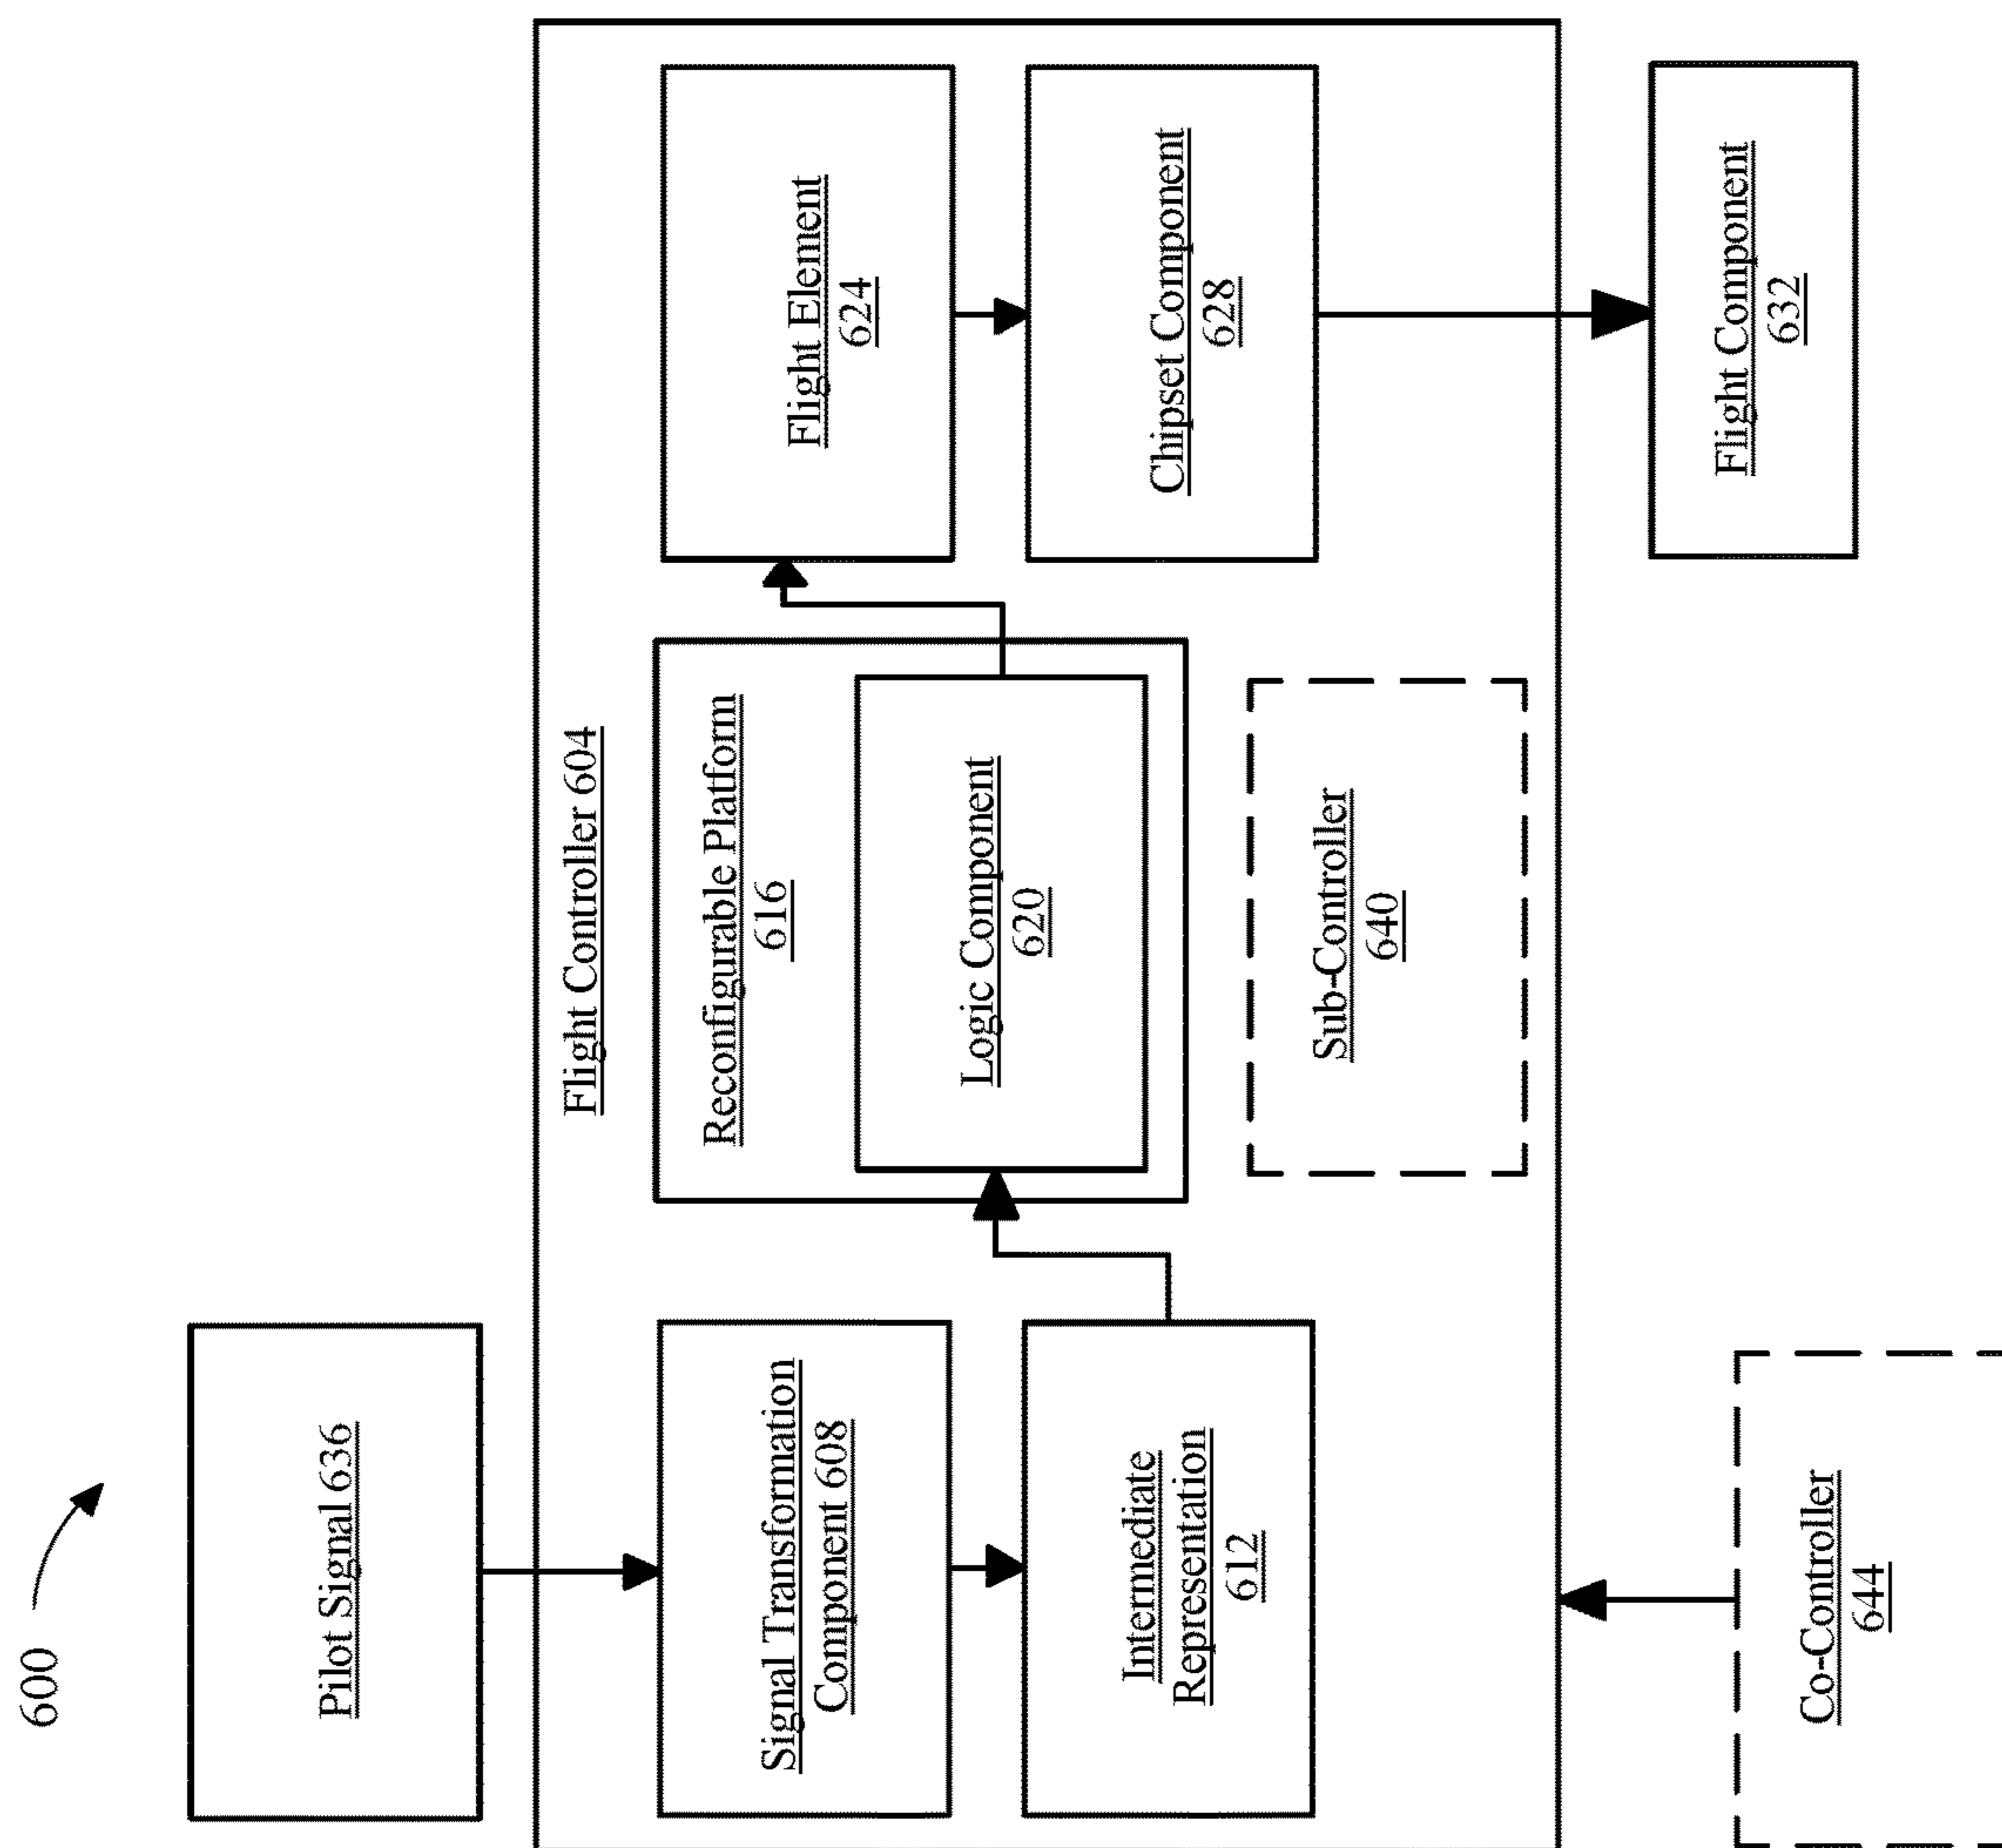 600
Pilot Signal 636
Flight Controller 604
Signal Transformation
Component 608
Intermediate
Representation
612
Reconfigurable Platform
616
Logic Component
620
Sub-Controller
640
Flight Element
624
Chipset Component
628
Co-Controller
644
Flight Component
632